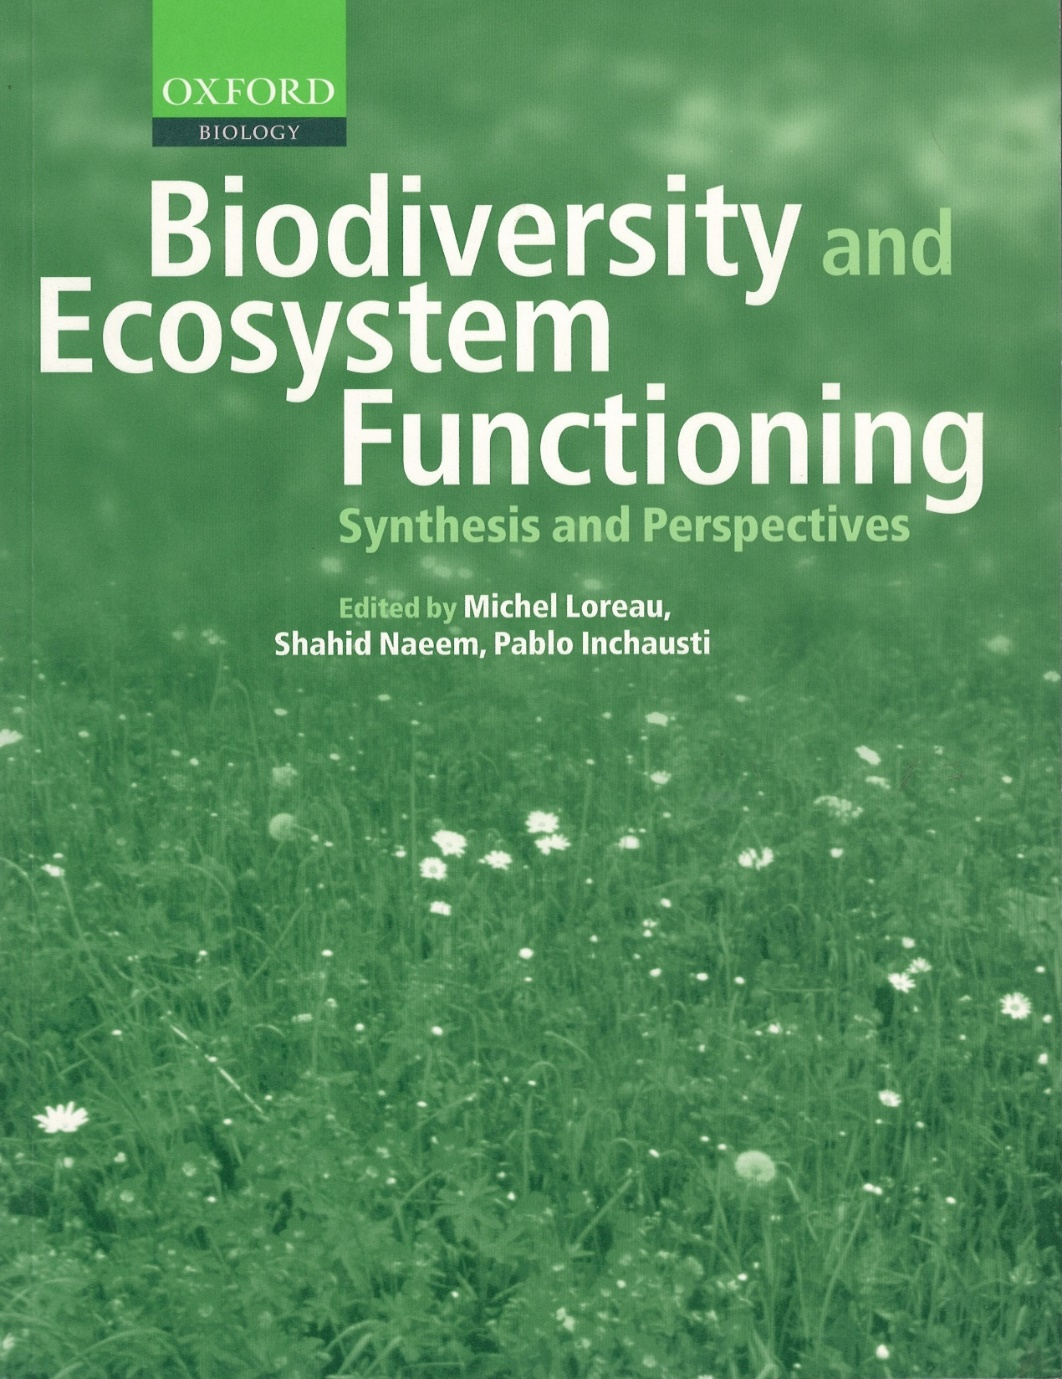 OXFORD
BIOLOGY
Biodiversity and
Ecosystem
Functioning
Synthesis and Perspectives
Edited by Michel Loreau,
Shahid Naeem, Pablo Inchausti